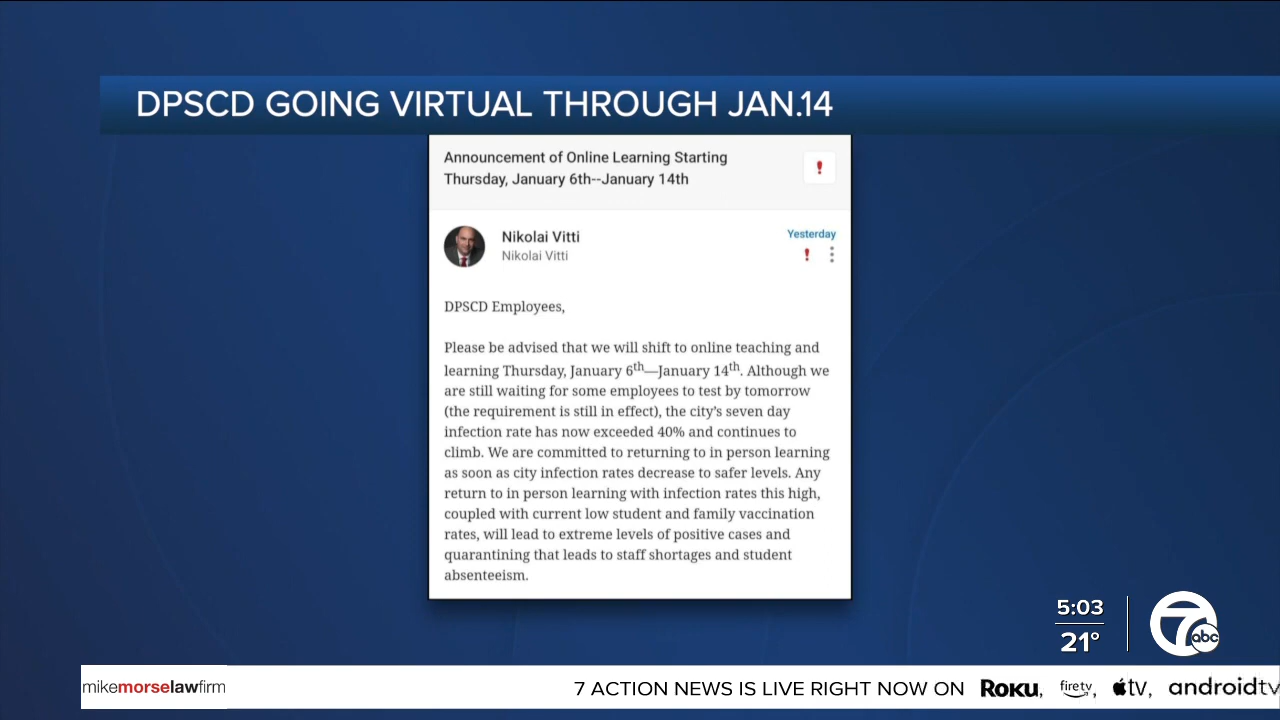 DPSCD GOING VIRTUAL THROUGH JAN.14
Announcement of Online Learning Starting
Thursday, January 6th--January 14th
Nikolai Vitti
Yesterday
Nikolai Vitti
DPSCD Employees,
Please be advised that we will shift to online teaching and
learning Thursday, January 6th—January 14th. Although we
are still waiting for some employees to test by tomorrow
(the requirement is still in effect), the city's seven day
infection rate has now exceeded 40% and continues to
climb. We are committed to returning to in person learning
as soon as city infection rates decrease to safer levels. Any
return to in person learning with infection rates this high,
coupled with current low student and family vaccination
rates, will lead to extreme levels of positive cases and
quarantining that leads to staff shortages and student
absenteeism.
5:03
21°
7 abc
mikemorselawfirm
7 ACTION NEWS IS LIVE RIGHT NOW ON Roku, fire tv, tv, androidtv